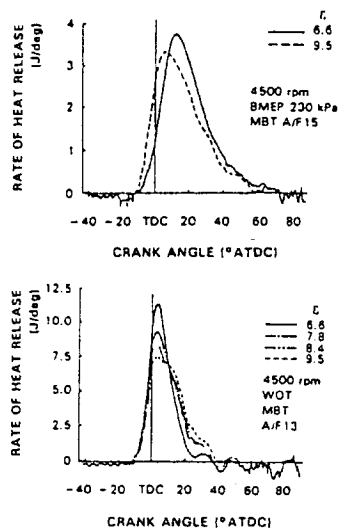 ε
6.6
9.5
4500 rpm
BMEP 230 kPa
MBT A/F15
RATE OF HEAT RELEASE
(J/deg)
4
3
2
1
0
-40 -20 TDC 20 40 60 80
CRANK ANGLE (°ATDC)
ε
6.6
7.8
8.4
9.5
4500 rpm
WOT
MBT
A/F13
RATE OF HEAT RELEASE
(J/deg)
12.5
10.0
7.5
5.0
2.5
0
-40 -20 TDC 20 40 60 80
CRANK ANGLE (°ATDC)